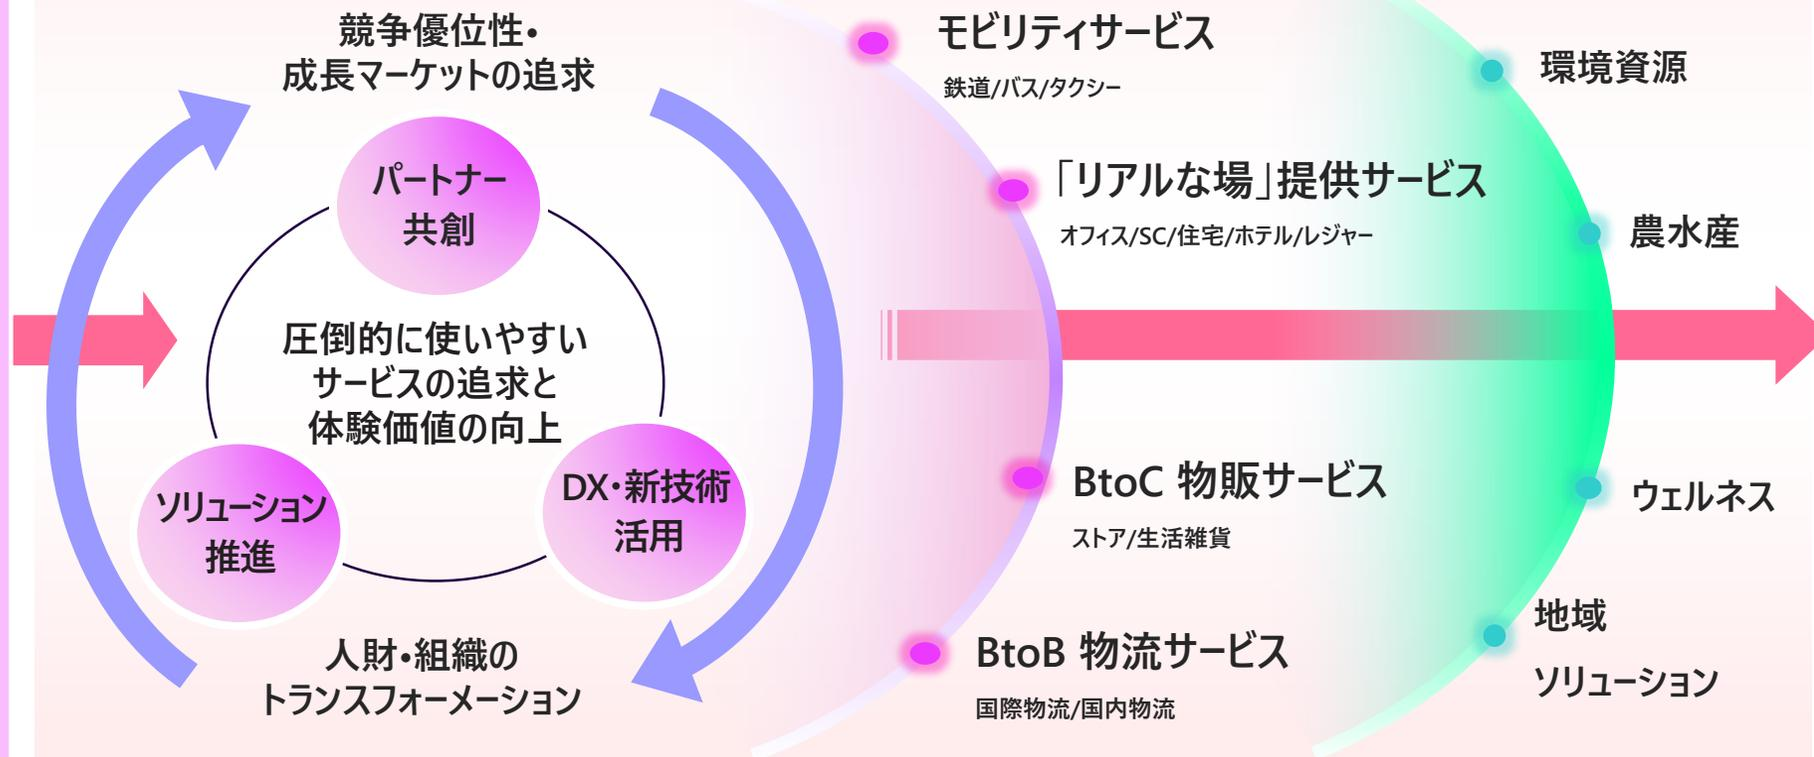 競争優位性・
成長マーケットの追求
パートナー
共創
圧倒的に使いやすい
サービスの追求と
体験価値の向上
ソリューション
推進
DX・新技術
活用
人財・組織の
トランスフォーメーション
モビリティサービス
鉄道/バス/タクシー
「リアルな場」提供サービス
オフィス/SC/住宅/ホテル/レジャー
BtoC 物販サービス
ストア/生活雑貨
BtoB 物流サービス
国際物流/国内物流
環境資源
農水産
ウェルネス
地域
ソリューション